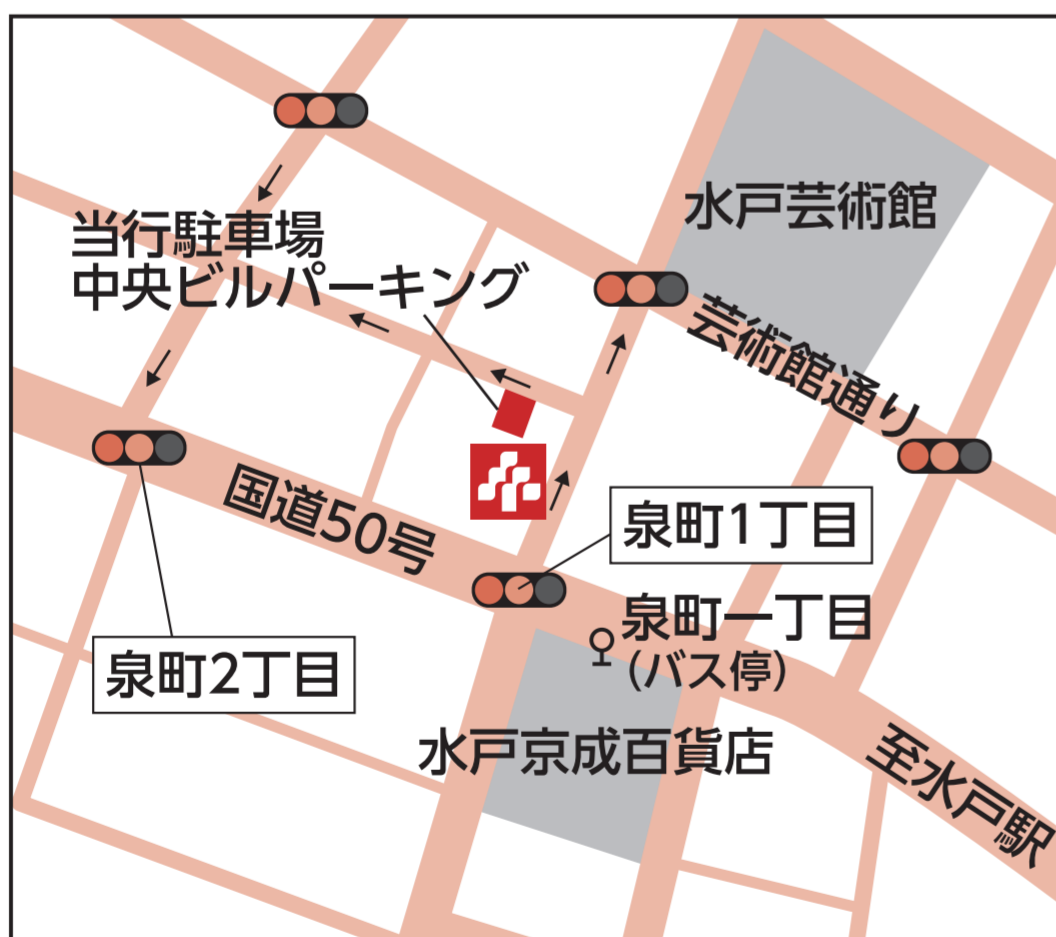 水戸芸術館
当行駐車場
中央ビルパーキング
芸術館通り
国道50号
泉町1丁目
泉町一丁目
(バス停)
泉町2丁目
水戸京成百貨店
至水戸駅